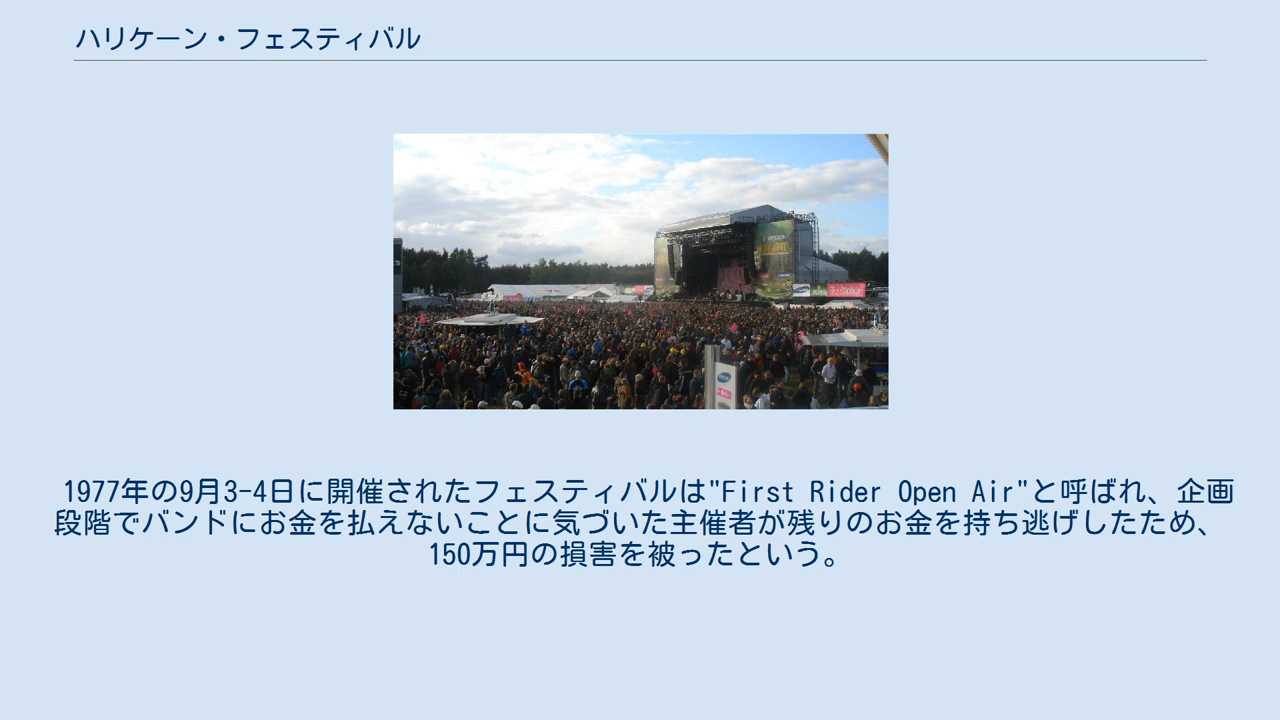 ハリケーン・フェスティバル
1977年の9月3-4日に開催されたフェスティバルは"First Rider Open Air"と呼ばれ、企画
段階でバンドにお金を払えないことに気づいた主催者が残りのお金を持ち逃げしたため、
150万円の損害を被ったという。